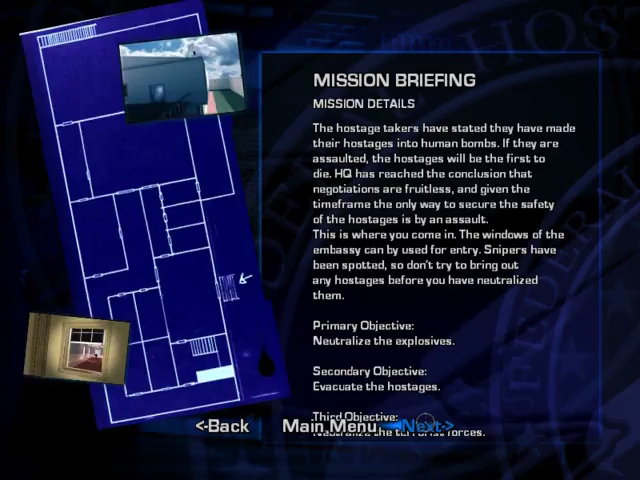 MISSION BRIEFING
MISSION DETAILS
The hostage takers have stated they have made
their hostages into human bombs. If they are
assaulted, the hostages will be the first to
die. HQ has reached the conclusion that
negotiations are fruitless, and given the
timeframe the only way to secure the safety
of the hostages is by an assault.
This is where you come in. The windows of the
embassy can by used for entry. Snipers have
been spotted, so don't try to bring out
any hostages before you have neutralized
them.
Primary Objective:
Neutralize the explosives.
Secondary Objective:
Evacuate the hostages.
Third Objective:
Neutralize the terrorist forces.
<-Back Main Menu Next->